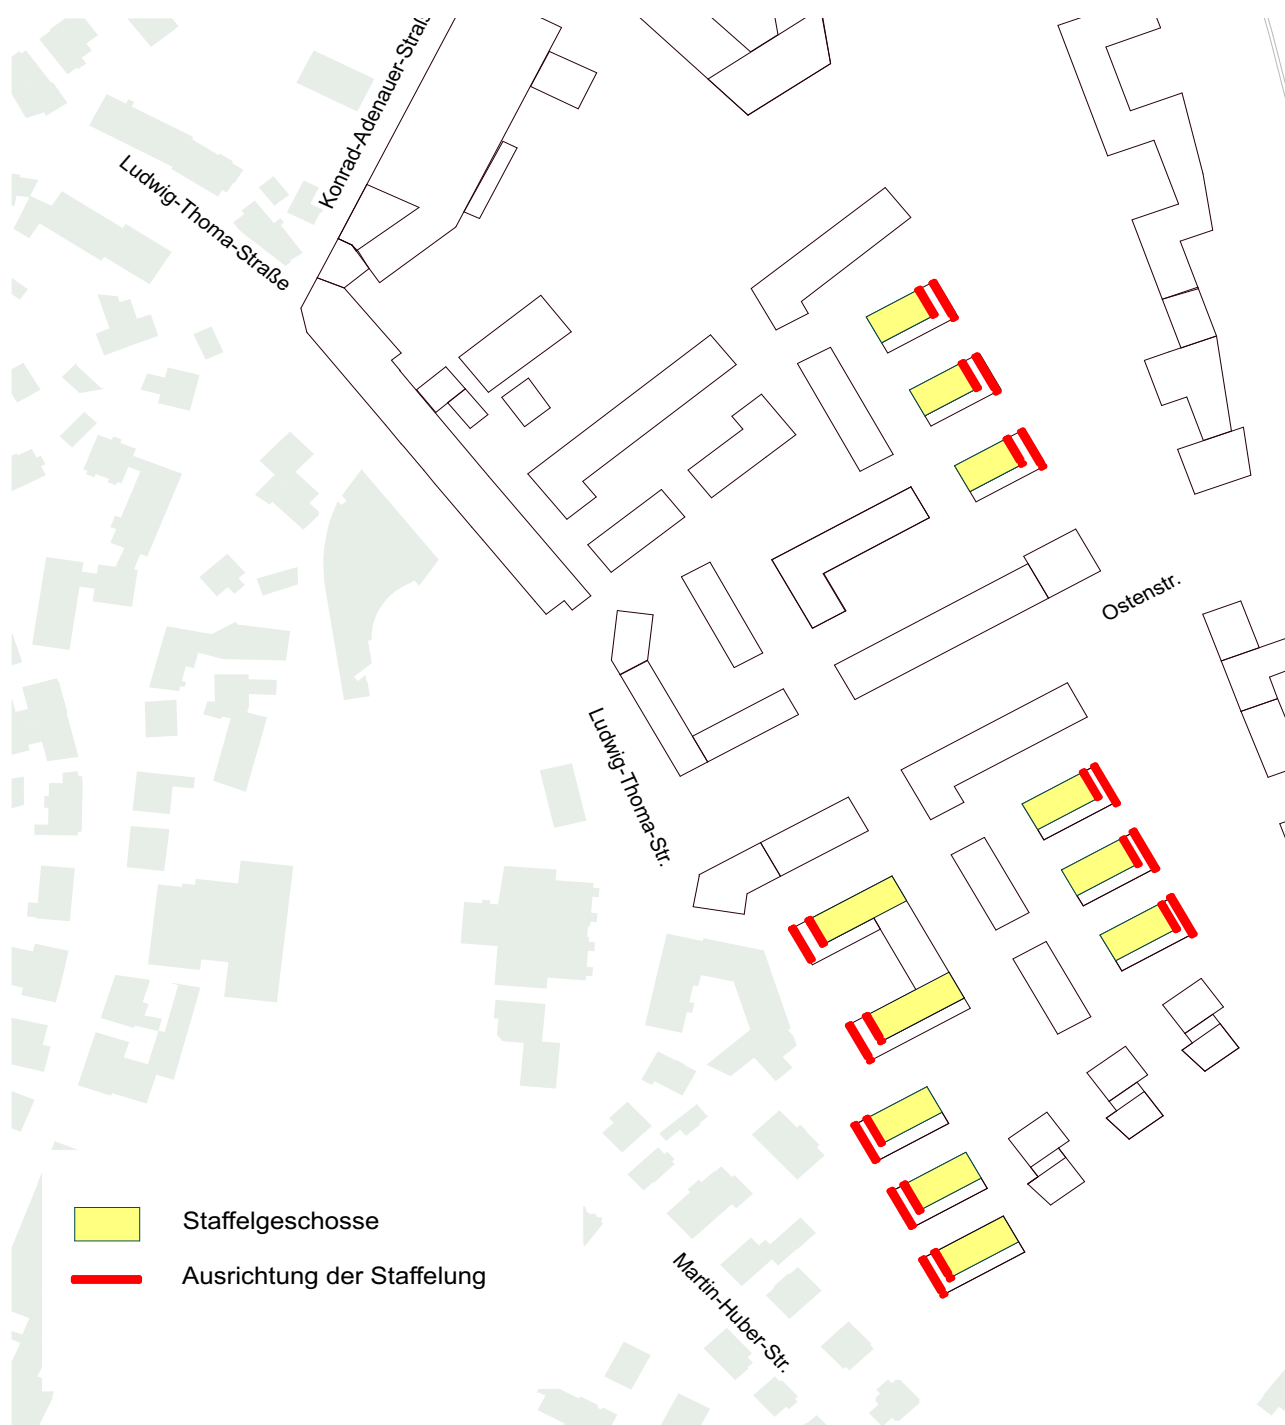 Konrad-Adenauer-Straß
Ludwig-Thoma-Straße
Ostenstr.
Ludwig-Thoma-Str.
Staffelgeschosse
Ausrichtung der Staffelung
Martin-Huber-Str.